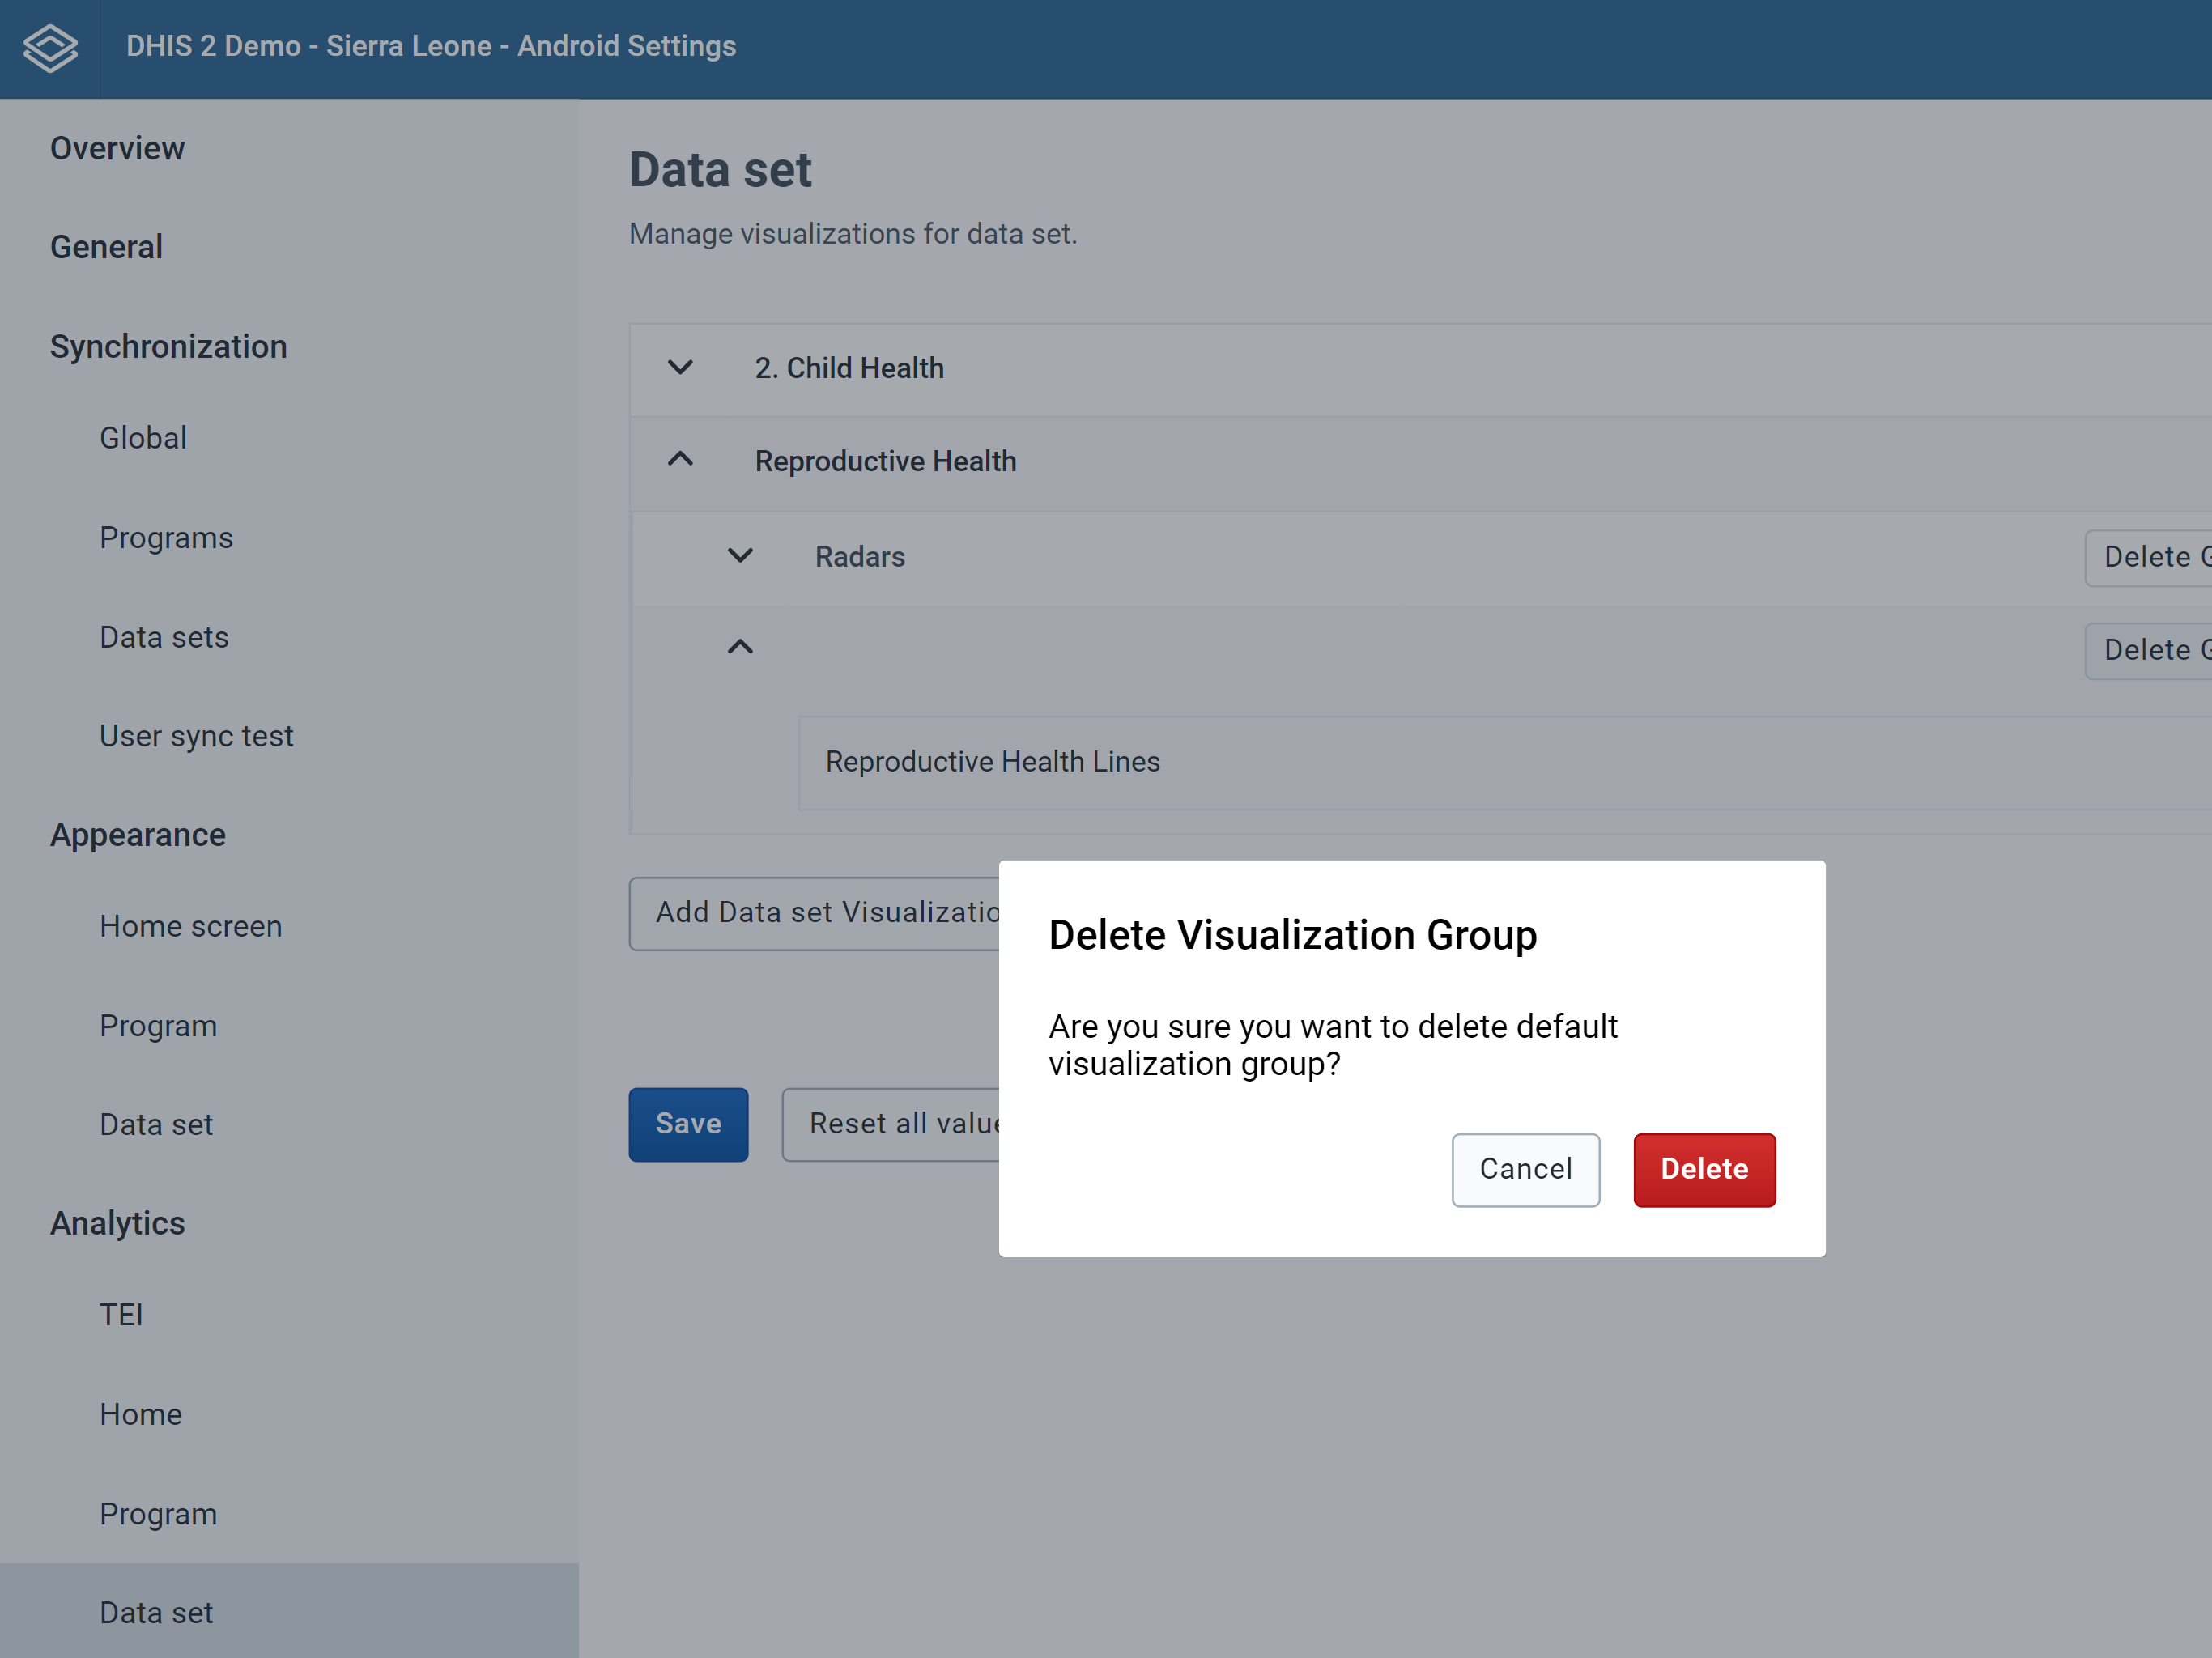 DHIS 2 Demo - Sierra Leone - Android Settings
Overview
General
Synchronization
Global
Programs
Data sets
User sync test
Appearance
Home screen
Program
Data set
Analytics
TEI
Home
Program
Data set
Data set
Manage visualizations for data set.
2. Child Health
Reproductive Health
Radars
Delete
Delete
Reproductive Health Lines
Add Data set
Save
Reset all
Delete Visualization Group
Are you sure you want to delete default
visualization group?
Cancel
Delete